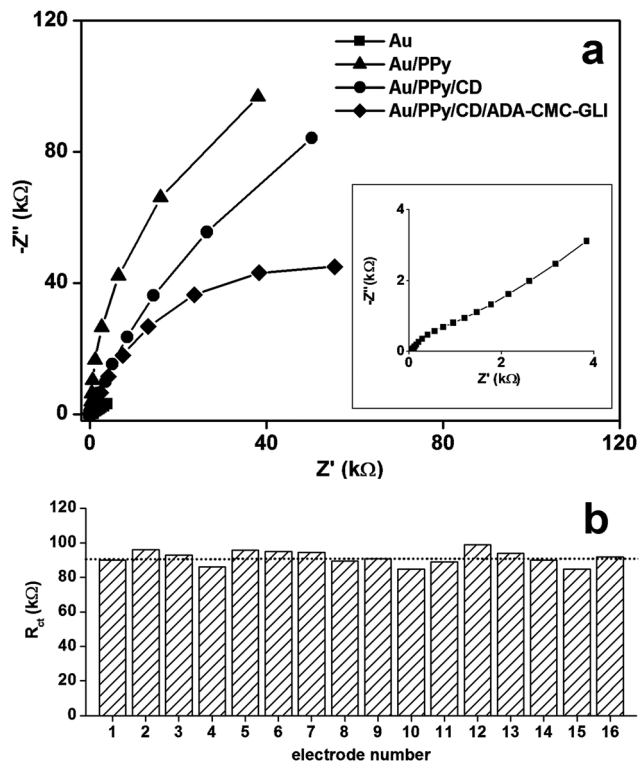 a
Au
Au/PPy
Au/PPy/CD
Au/PPy/CD/ADA-CMC-GLI
120
80
40
0
-Z'' (kΩ)
4
2
0
-Z''(kΩ)
0 2 4
Z' (kΩ)
0 40 80 120
Z' (kΩ)
b
120
100
80
60
40
20
0
R_ct (kΩ)
1 2 3 4 5 6 7 8 9 10 11 12 13 14 15 16
electrode number